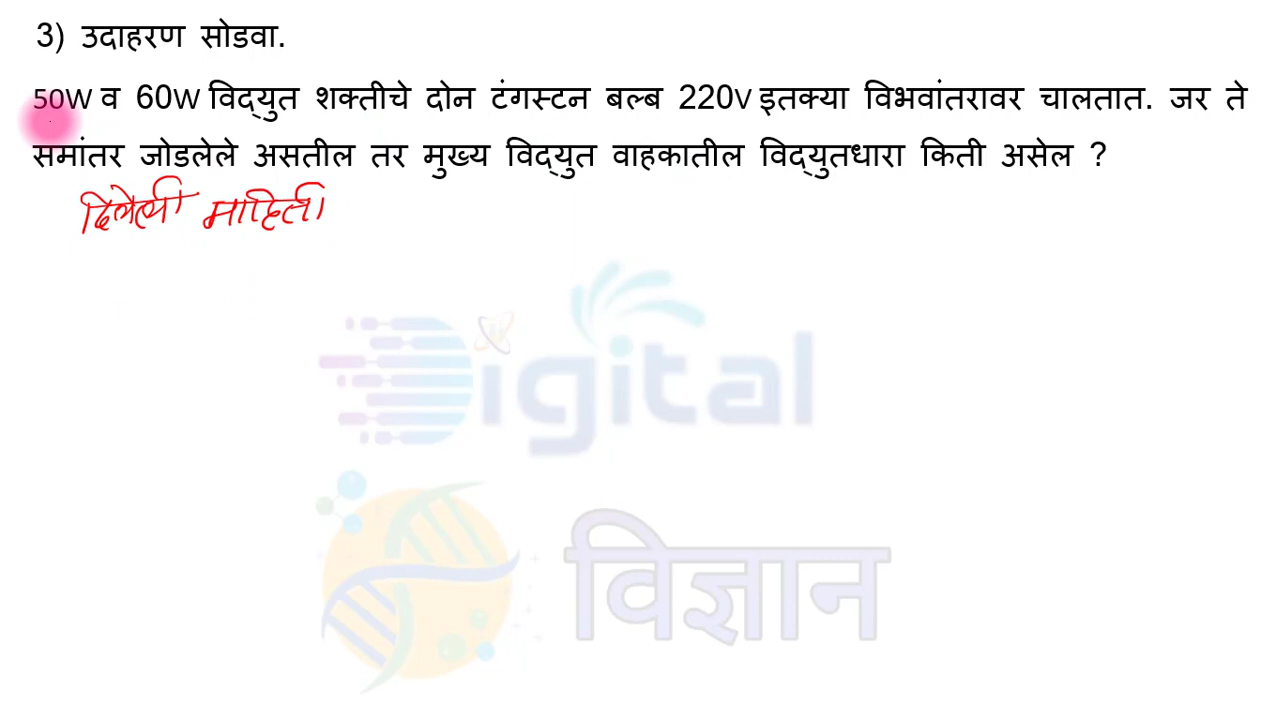 3) उदाहरण सोडवा.
50W व 60W विद्‌युत शक्तीचे दोन टंगस्टन बल्ब 220V इतक्या विभवांतरावर चालतात. जर ते
समांतर जोडलेले असतील तर मुख्य विद्‌युत वाहकातील विद्‌युतधारा किती असेल ?
दिलेली माहिती
Digital
विज्ञान